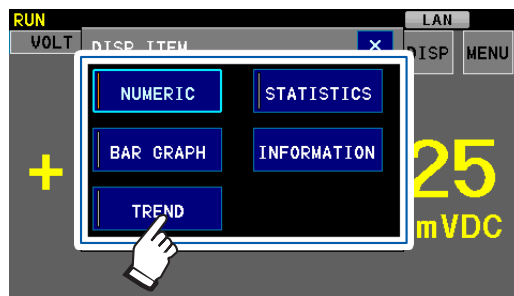 RUN LAN
VOLT DISP ITEM × DISP MENU
NUMERIC STATISTICS
BAR GRAPH INFORMATION
+ 25
TREND
mVDC